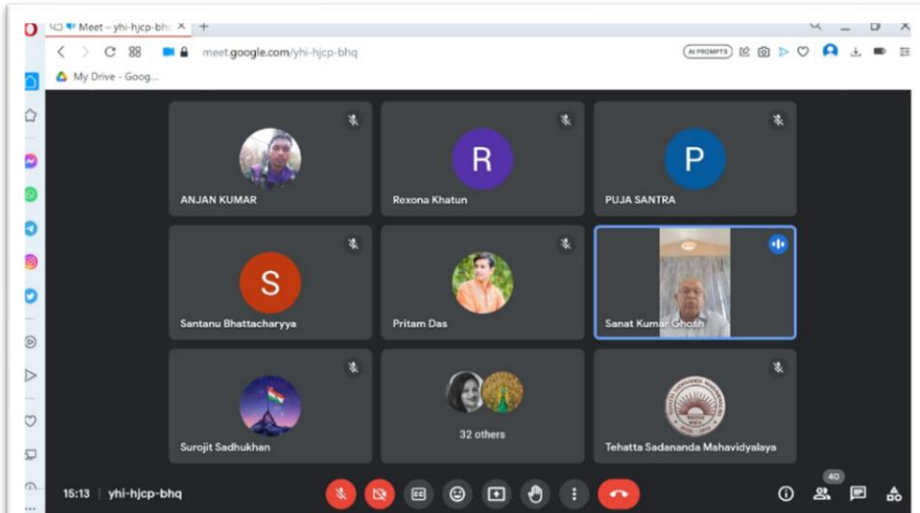 Meet – yhi-hjcp-bh
meet.google.com/yhi-hjcp-bhq
AI PROMPTS
My Drive - Goog...
ANJAN KUMAR
R
Rexona Khatun
P
PUJA SANTRA
S
Santanu Bhattacharyya
Pritam Das
Sanat Kumar Ghosh
Surojit Sadhukhan
32 others
Tehatta Sadananda Mahavidyalaya
15:13 | yhi-hjcp-bhq
CC
40